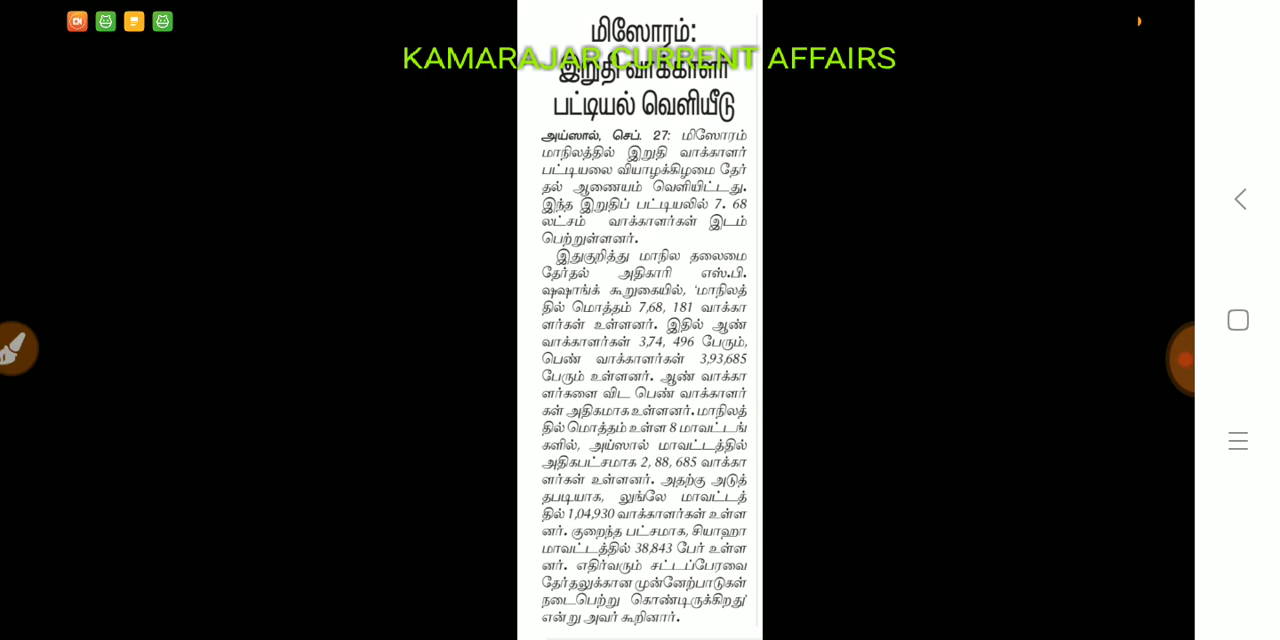 மிஸோரம்:
KAMARAJAR CURRENT AFFAIRS
இறுதி வாக்காளர்
பட்டியல் வெளியீடு
அய்ஸால், செப். 27: மிஸோரம்
மாநிலத்தில் இறுதி வாக்காளர்
பட்டியலை வியாழக்கிழமை தேர்
தல் ஆணையம் வெளியிட்டது.
இந்த இறுதிப் பட்டியலில் 7. 68
லட்சம் வாக்காளர்கள் இடம்
பெற்றுள்ளனர்.
இதுகுறித்து மாநில தலைமை
தேர்தல் அதிகாரி எஸ்.பி.
ஷஷாங்க் கூறுகையில், 'மாநிலத்
தில் மொத்தம் 7,68, 181 வாக்கா
ளர்கள் உள்ளனர். இதில் ஆண்
வாக்காளர்கள் 3,74, 496 பேரும்,
பெண் வாக்காளர்கள் 3,93,685
பேரும் உள்ளனர். ஆண் வாக்கா
ளர்களை விட பெண் வாக்காளர்
கள் அதிகமாக உள்ளனர். மாநிலத்
தில் மொத்தம் உள்ள 8 மாவட்டங்
களில், அய்ஸால் மாவட்டத்தில்
அதிகபட்சமாக 2, 88, 685 வாக்கா
ளர்கள் உள்ளனர். அதற்கு அடுத்
தபடியாக, லுங்லே மாவட்டத்
தில் 1,04,930 வாக்காளர்கள் உள்ள
னர். குறைந்த பட்சமாக, சியாஹா
மாவட்டத்தில் 38,843 பேர் உள்ள
னர். எதிர்வரும் சட்டப்பேரவை
தேர்தலுக்கான முன்னேற்பாடுகள்
நடைபெற்று கொண்டிருக்கிறது'
என்று அவர் கூறினார்.